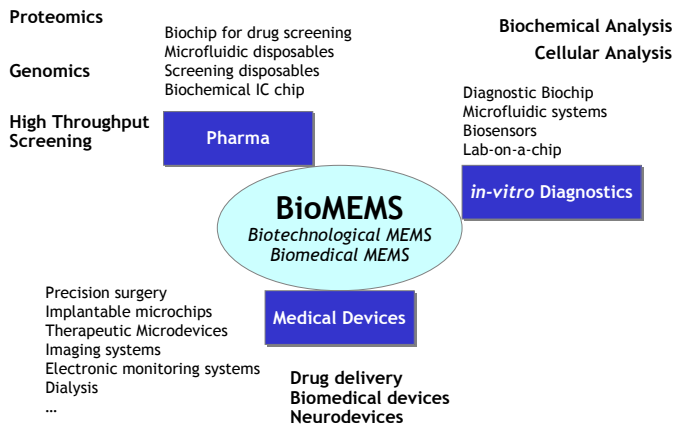 Proteomics
Genomics
High Throughput
Screening
Biochip for drug screening
Microfluidic disposables
Screening disposables
Biochemical IC chip
Pharma
Biochemical Analysis
Cellular Analysis
Diagnostic Biochip
Microfluidic systems
Biosensors
Lab-on-a-chip
in-vitro Diagnostics
BioMEMS
Biotechnological MEMS
Biomedical MEMS
Medical Devices
Precision surgery
Implantable microchips
Therapeutic Microdevices
Imaging systems
Electronic monitoring systems
Dialysis
…
Drug delivery
Biomedical devices
Neurodevices